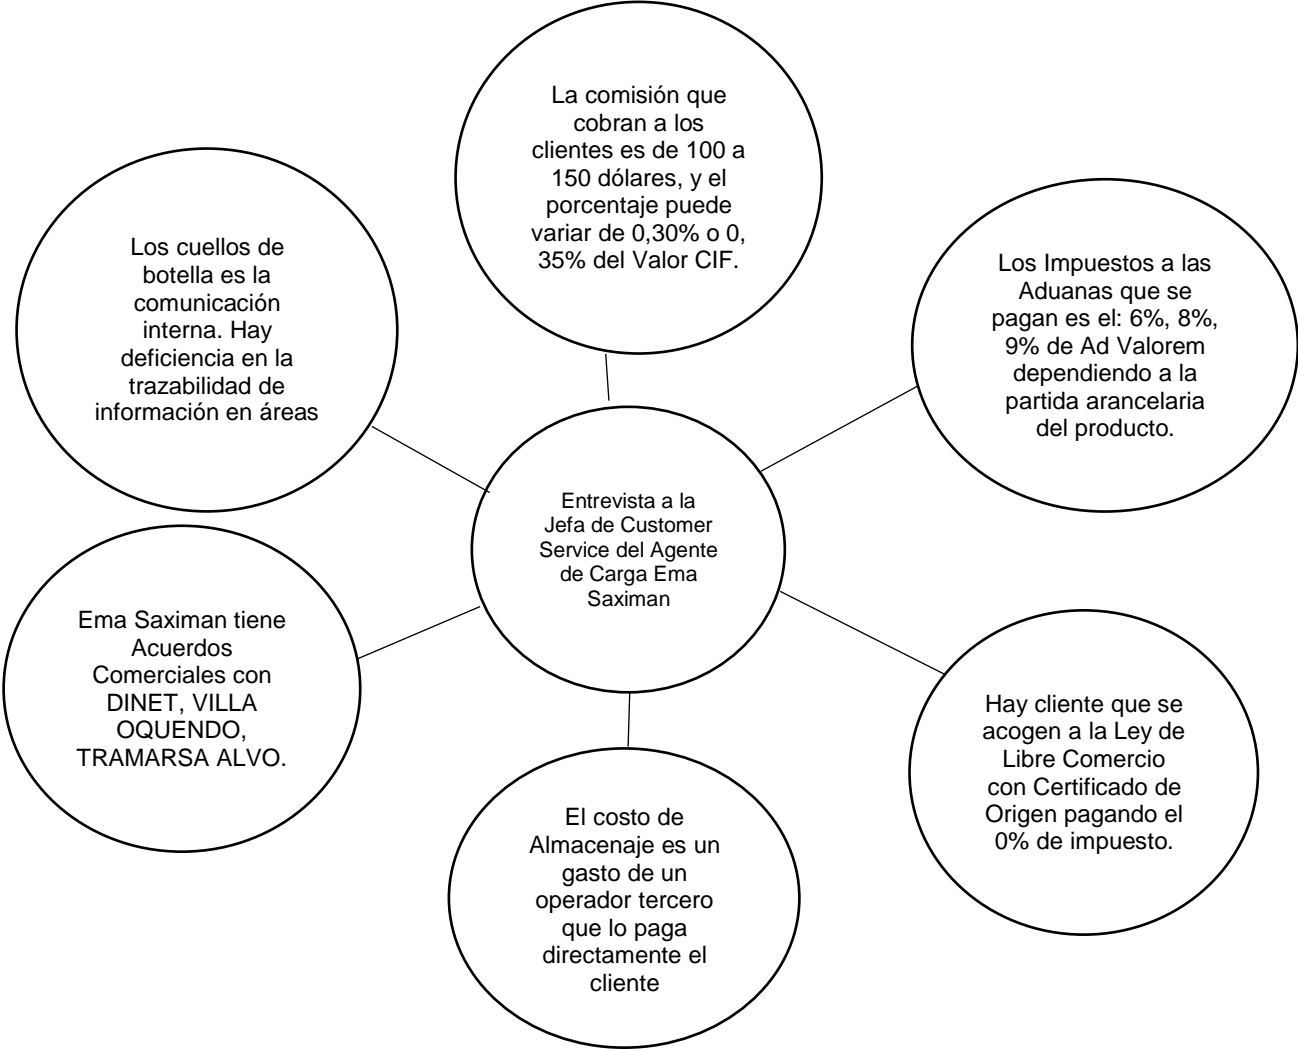 La comisión que
cobran a los
clientes es de 100 a
150 dólares, y el
porcentaje puede
variar de 0,30% o 0,
35% del Valor CIF.
Los cuellos de
botella es la
comunicación
interna. Hay
deficiencia en la
trazabilidad de
información en áreas
Los Impuestos a las
Aduanas que se
pagan es el: 6%, 8%,
9% de Ad Valorem
dependiendo a la
partida arancelaria
del producto.
Entrevista a la
Jefa de Customer
Service del Agente
de Carga Ema
Saximan
Ema Saximan tiene
Acuerdos
Comerciales con
DINET, VILLA
OQUENDO,
TRAMARSA ALVO.
Hay cliente que se
acogen a la Ley de
Libre Comercio
con Certificado de
Origen pagando el
0% de impuesto.
El costo de
Almacenaje es un
gasto de un
operador tercero
que lo paga
directamente el
cliente